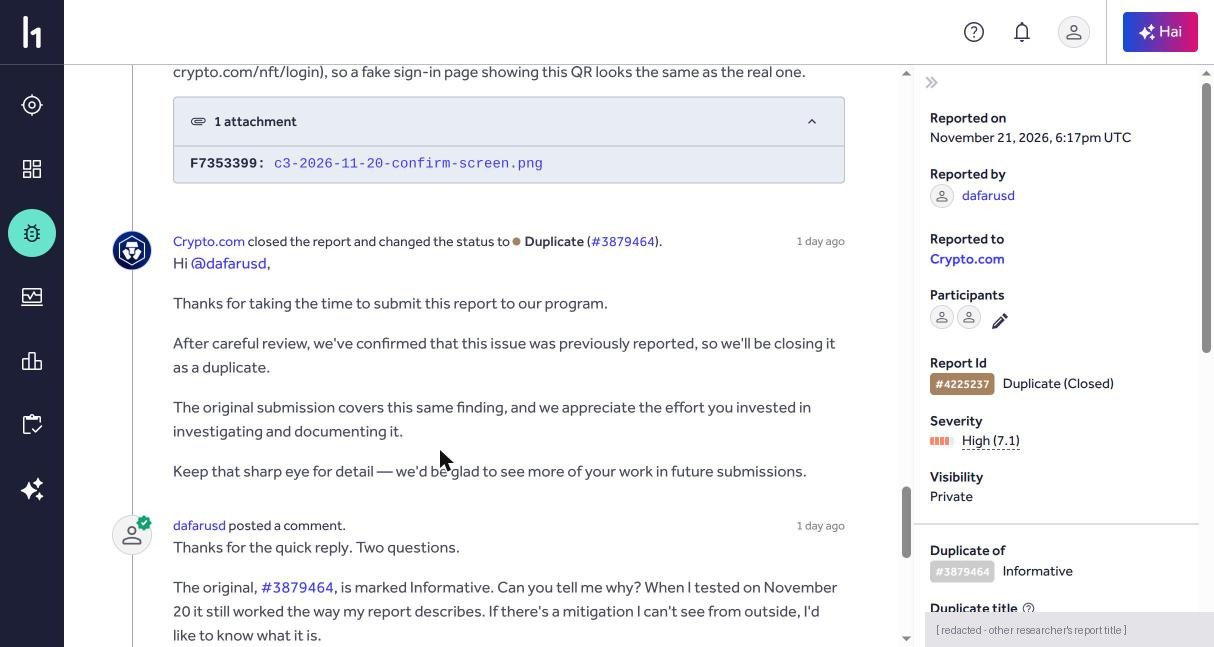 Hai
crypto.com/nft/login), so a fake sign-in page showing this QR looks the same as the real one.
1 attachment
F7353399: c3-2026-11-20-confirm-screen.png
Crypto.com closed the report and changed the status to Duplicate (#3879464).
1 day ago
Hi @dafarusd,
Thanks for taking the time to submit this report to our program.
After careful review, we've confirmed that this issue was previously reported, so we'll be closing it
as a duplicate.
The original submission covers this same finding, and we appreciate the effort you invested in
investigating and documenting it.
Keep that sharp eye for detail — we'd be glad to see more of your work in future submissions.
dafarusd posted a comment.
1 day ago
Thanks for the quick reply. Two questions.
The original, #3879464, is marked Informative. Can you tell me why? When I tested on November
20 it still worked the way my report describes. If there's a mitigation I can't see from outside, I'd
like to know what it is.
Reported on
November 21, 2026, 6:17pm UTC
Reported by
dafarusd
Reported to
Crypto.com
Participants
Report Id
#4225237 Duplicate (Closed)
Severity
High (7.1)
Visibility
Private
Duplicate of
#3879464 Informative
Duplicate title
[ redacted - other researcher's report title ]